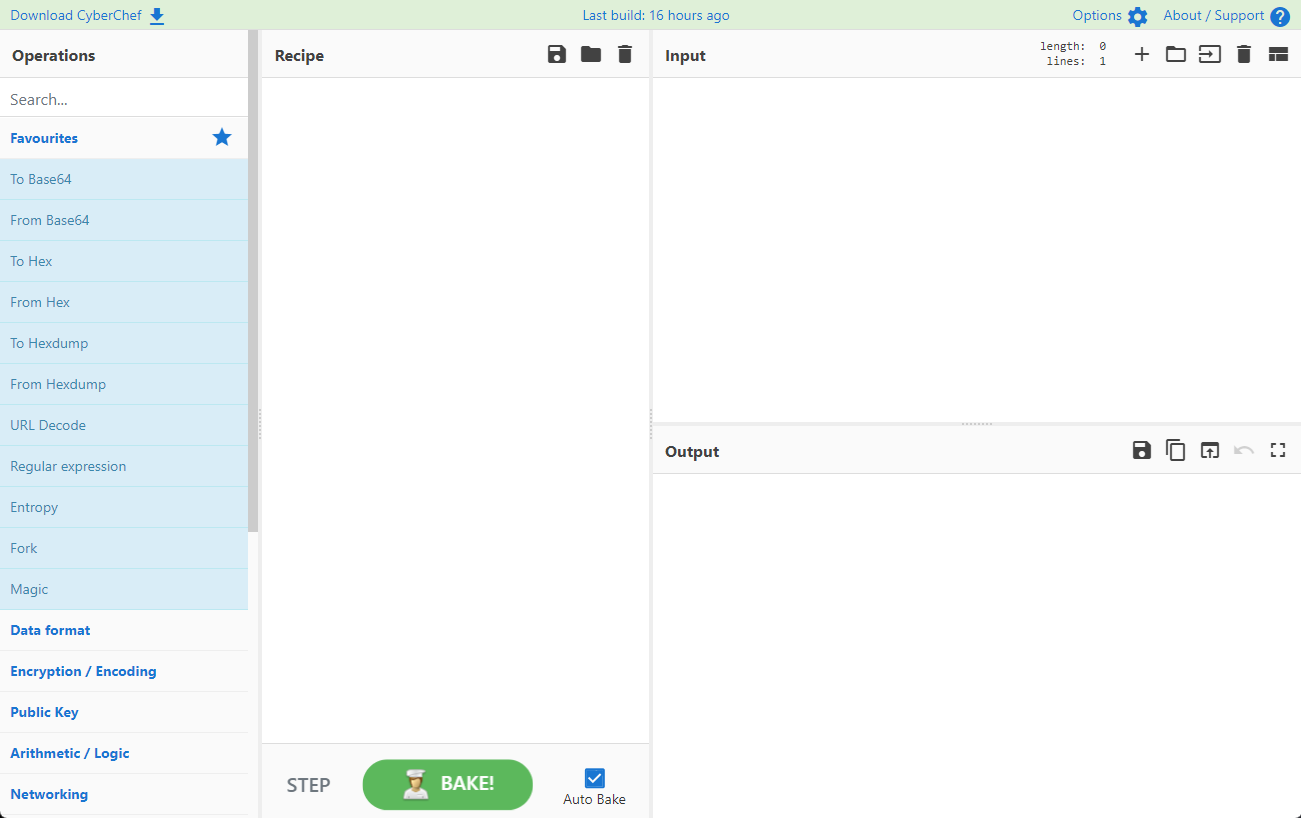 Download CyberChef
Last build: 16 hours ago
Options
About / Support
Operations
Search...
Favourites
To Base64
From Base64
To Hex
From Hex
To Hexdump
From Hexdump
URL Decode
Regular expression
Entropy
Fork
Magic
Data format
Encryption / Encoding
Public Key
Arithmetic / Logic
Networking
Recipe
STEP
BAKE!
Auto Bake
Input
length: 0
lines: 1
Output